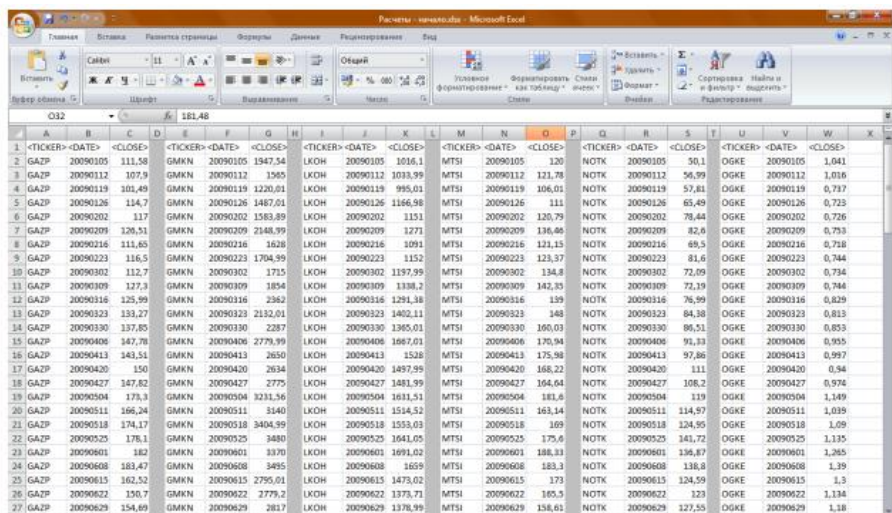 Расчеты - начало.xlsx - Microsoft Excel
Главная Вставка Разметка страницы Формулы Данные Рецензирование Вид
Calibri 11 Общий
Вставить
Условное форматирование Форматировать как таблицу Стили ячеек
Вставить Удалить Формат
Сортировка и фильтр Найти и выделить
Буфер обмена Шрифт Выравнивание Число Стили Ячейки Редактирование
O32 fx 181,48
A B C D E F G H I J K L M N O P Q R S T U V W X
1 <TICKER> <DATE> <CLOSE> <TICKER> <DATE> <CLOSE> <TICKER> <DATE> <CLOSE> <TICKER> <DATE> <CLOSE> <TICKER> <DATE> <CLOSE> <TICKER> <DATE> <CLOSE>
2 GAZP 20090105 111,58 GMKN 20090105 1947,54 LKOH 20090105 1016,1 MTSI 20090105 120 NOTK 20090105 50,1 OGKE 20090105 1,041
3 GAZP 20090112 107,9 GMKN 20090112 1565 LKOH 20090112 1033,99 MTSI 20090112 121,78 NOTK 20090112 56,99 OGKE 20090112 1,016
4 GAZP 20090119 101,49 GMKN 20090119 1220,01 LKOH 20090119 995,01 MTSI 20090119 106,01 NOTK 20090119 57,81 OGKE 20090119 0,737
5 GAZP 20090126 114,7 GMKN 20090126 1487,01 LKOH 20090126 1166,98 MTSI 20090126 111 NOTK 20090126 65,49 OGKE 20090126 0,723
6 GAZP 20090202 117 GMKN 20090202 1583,89 LKOH 20090202 1151 MTSI 20090202 120,79 NOTK 20090202 78,44 OGKE 20090202 0,726
7 GAZP 20090209 126,51 GMKN 20090209 2148,99 LKOH 20090209 1271 MTSI 20090209 136,46 NOTK 20090209 82,6 OGKE 20090209 0,753
8 GAZP 20090216 111,65 GMKN 20090216 1628 LKOH 20090216 1091 MTSI 20090216 121,15 NOTK 20090216 69,5 OGKE 20090216 0,718
9 GAZP 20090223 116,5 GMKN 20090223 1704,99 LKOH 20090223 1152 MTSI 20090223 123,37 NOTK 20090223 81,6 OGKE 20090223 0,744
10 GAZP 20090302 112,7 GMKN 20090302 1715 LKOH 20090302 1197,99 MTSI 20090302 134,8 NOTK 20090302 72,09 OGKE 20090302 0,734
11 GAZP 20090309 127,3 GMKN 20090309 1854 LKOH 20090309 1338,2 MTSI 20090309 142,35 NOTK 20090309 72,19 OGKE 20090309 0,744
12 GAZP 20090316 125,99 GMKN 20090316 2362 LKOH 20090316 1291,38 MTSI 20090316 139 NOTK 20090316 76,99 OGKE 20090316 0,829
13 GAZP 20090323 133,27 GMKN 20090323 2132,01 LKOH 20090323 1402,11 MTSI 20090323 148 NOTK 20090323 84,38 OGKE 20090323 0,813
14 GAZP 20090330 137,85 GMKN 20090330 2287 LKOH 20090330 1365,01 MTSI 20090330 160,03 NOTK 20090330 86,51 OGKE 20090330 0,853
15 GAZP 20090406 147,78 GMKN 20090406 2779,99 LKOH 20090406 1667,01 MTSI 20090406 170,94 NOTK 20090406 91,33 OGKE 20090406 0,955
16 GAZP 20090413 143,51 GMKN 20090413 2650 LKOH 20090413 1528 MTSI 20090413 175,98 NOTK 20090413 97,86 OGKE 20090413 0,997
17 GAZP 20090420 150 GMKN 20090420 2634 LKOH 20090420 1497,99 MTSI 20090420 168,22 NOTK 20090420 111 OGKE 20090420 0,94
18 GAZP 20090427 147,82 GMKN 20090427 2775 LKOH 20090427 1481,99 MTSI 20090427 164,64 NOTK 20090427 108,2 OGKE 20090427 0,974
19 GAZP 20090504 173,3 GMKN 20090504 3231,56 LKOH 20090504 1631,51 MTSI 20090504 181,6 NOTK 20090504 119 OGKE 20090504 1,149
20 GAZP 20090511 166,24 GMKN 20090511 3140 LKOH 20090511 1514,52 MTSI 20090511 163,14 NOTK 20090511 114,97 OGKE 20090511 1,039
21 GAZP 20090518 174,17 GMKN 20090518 3404,99 LKOH 20090518 1553,03 MTSI 20090518 169 NOTK 20090518 124,95 OGKE 20090518 1,09
22 GAZP 20090525 178,1 GMKN 20090525 3480 LKOH 20090525 1641,05 MTSI 20090525 175,6 NOTK 20090525 141,72 OGKE 20090525 1,135
23 GAZP 20090601 182 GMKN 20090601 3370 LKOH 20090601 1691,02 MTSI 20090601 188,33 NOTK 20090601 136,87 OGKE 20090601 1,265
24 GAZP 20090608 183,47 GMKN 20090608 3495 LKOH 20090608 1659 MTSI 20090608 183,3 NOTK 20090608 138,8 OGKE 20090608 1,39
25 GAZP 20090615 162,52 GMKN 20090615 2795,01 LKOH 20090615 1473,02 MTSI 20090615 173 NOTK 20090615 124,59 OGKE 20090615 1,3
26 GAZP 20090622 150,7 GMKN 20090622 2779,2 LKOH 20090622 1373,71 MTSI 20090622 165,5 NOTK 20090622 123 OGKE 20090622 1,134
27 GAZP 20090629 154,69 GMKN 20090629 2817 LKOH 20090629 1378,99 MTSI 20090629 158,61 NOTK 20090629 127,55 OGKE 20090629 1,18